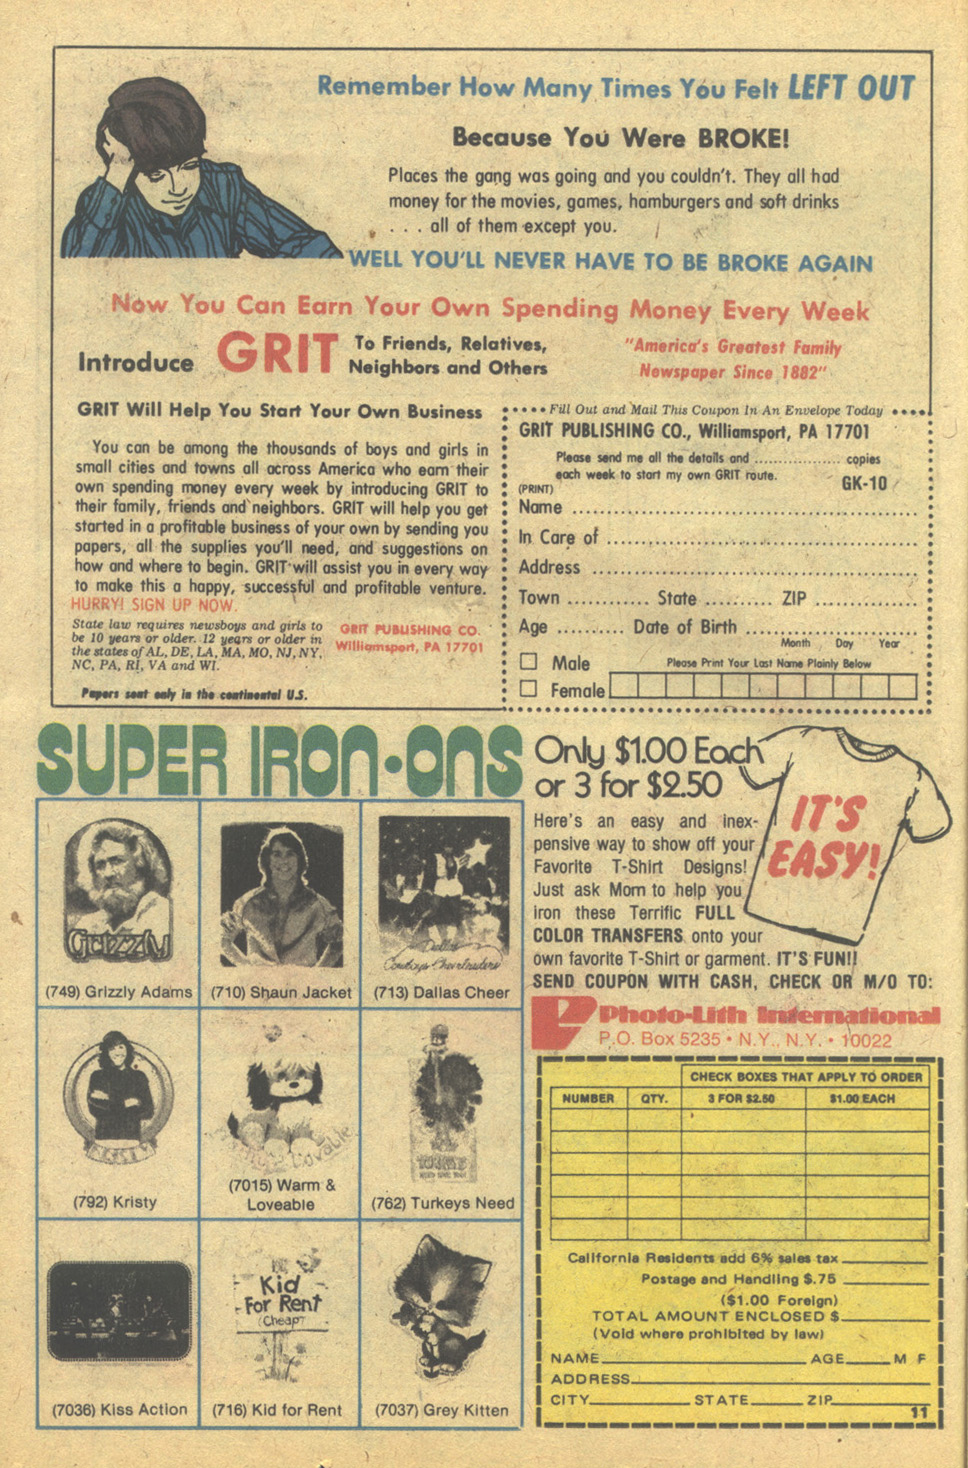 Remember How Many Times You Felt LEFT OUT
Because You Were BROKE!
Places the gang was going and you couldn't. They all had
money for the movies, games, hamburgers and soft drinks
. . . all of them except you.
WELL YOU'LL NEVER HAVE TO BE BROKE AGAIN
Now You Can Earn Your Own Spending Money Every Week
Introduce GRIT To Friends, Relatives,
Neighbors and Others
"America's Greatest Family
Newspaper Since 1882"
GRIT Will Help You Start Your Own Business
You can be among the thousands of boys and girls in
small cities and towns all across America who earn their
own spending money every week by introducing GRIT to
their family, friends and neighbors. GRIT will help you get
started in a profitable business of your own by sending you
papers, all the supplies you'll need, and suggestions on
how and where to begin. GRIT will assist you in every way
to make this a happy, successful and profitable venture.
HURRY! SIGN UP NOW.
State law requires newsboys and girls to
be 10 years or older. 12 years or older in
the states of AL, DE, LA, MA, MO, NJ, NY,
NC, PA, RI, VA and WI.
GRIT PUBLISHING CO.
Williamsport, PA 17701
Papers sent only in the continental U.S.
Fill Out and Mail This Coupon In An Envelope Today
GRIT PUBLISHING CO., Williamsport, PA 17701
Please send me all the details and .................. copies
each week to start my own GRIT route.
GK-10
(PRINT)
Name
In Care of
Address
Town ............ State .......... ZIP
Age .......... Date of Birth
Month Day Year
Male
Please Print Your Last Name Plainly Below
Female
SUPER IRON-ONS
Only $1.00 Each
or 3 for $2.50
Here's an easy and inex-
pensive way to show off your
Favorite T-Shirt Designs!
Just ask Mom to help you
iron these Terrific FULL
COLOR TRANSFERS onto your
own favorite T-Shirt or garment. IT'S FUN!!
SEND COUPON WITH CASH, CHECK OR M/O TO:
IT'S
EASY!
Photo-Lith International
P.O. Box 5235 • N.Y., N.Y. • 10022
Grizzly
(749) Grizzly Adams
(710) Shaun Jacket
Dallas
Cowboys Cheerleaders
(713) Dallas Cheer
(792) Kristy
Lovable
(7015) Warm &
Loveable
(762) Turkeys Need
(7036) Kiss Action
Kid
For Rent
(Cheap)
(716) Kid for Rent
(7037) Grey Kitten
CHECK BOXES THAT APPLY TO ORDER
NUMBER QTY. 3 FOR $2.50 $1.00 EACH
California Residents add 6% sales tax
Postage and Handling $.75
($1.00 Foreign)
TOTAL AMOUNT ENCLOSED $
(Void where prohibited by law)
NAME AGE M F
ADDRESS
CITY STATE ZIP
11